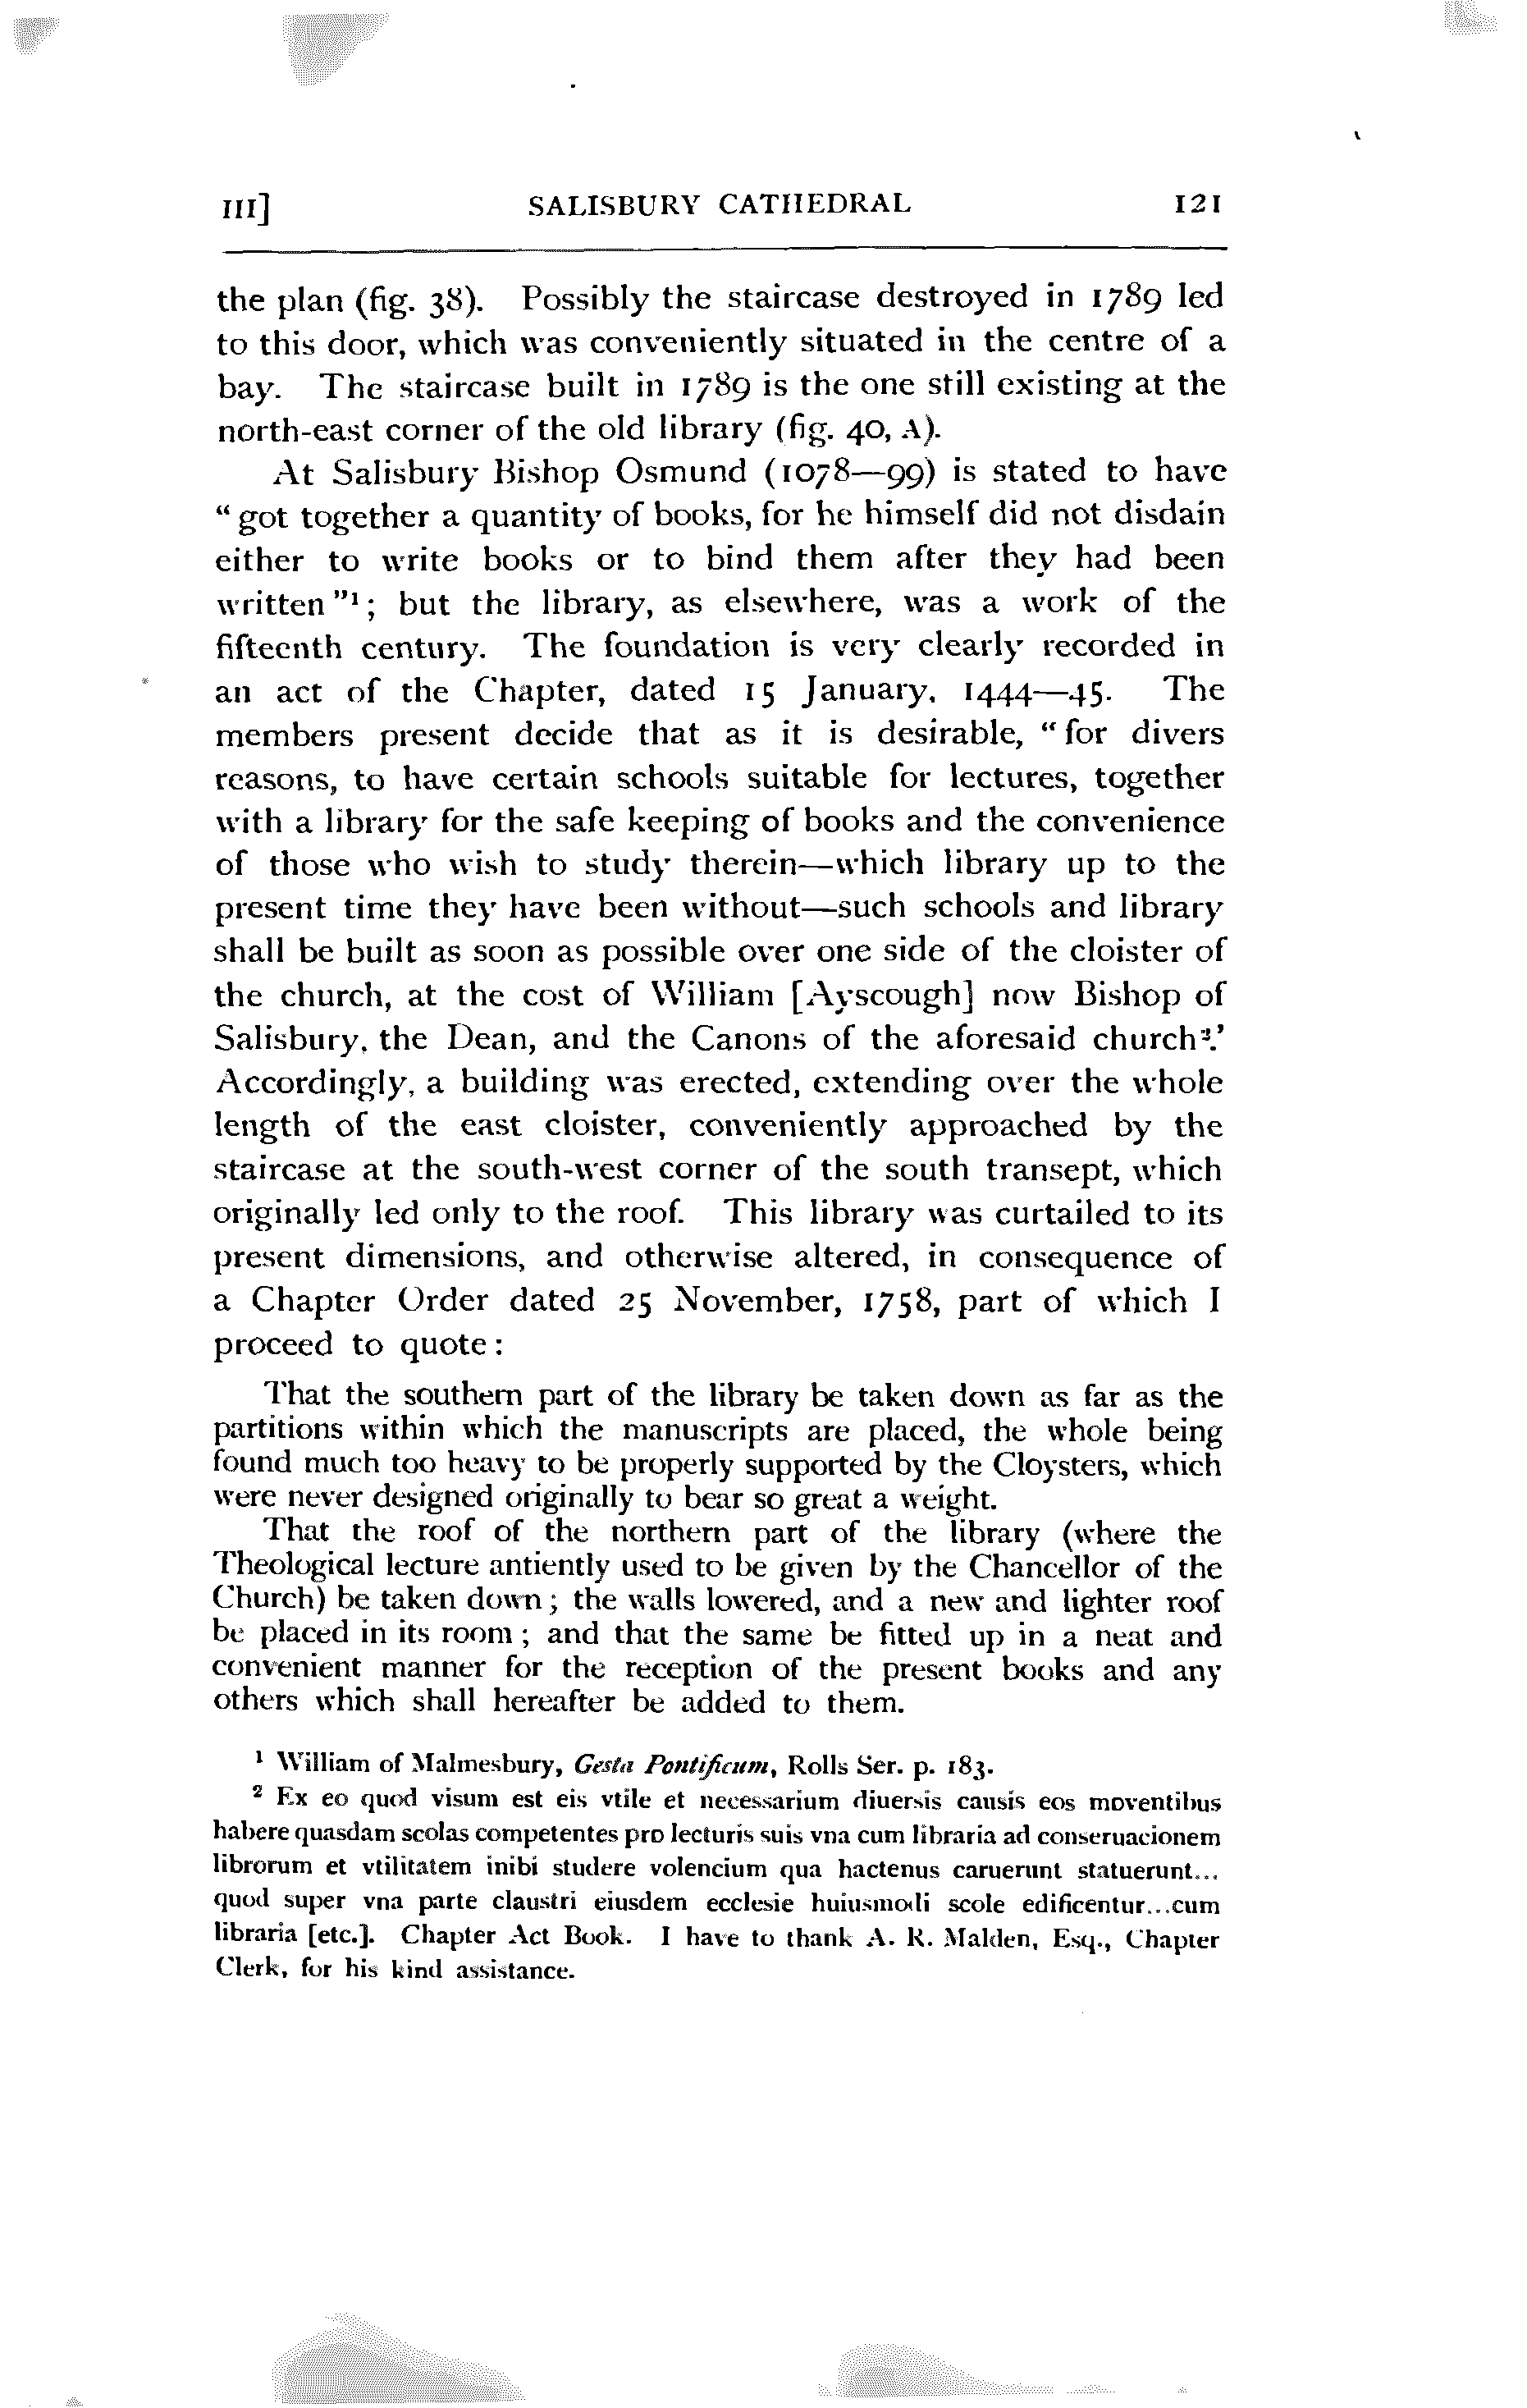 III] SALISBURY CATHEDRAL 121
the plan (fig. 38). Possibly the staircase destroyed in 1789 led
to this door, which was conveniently situated in the centre of a
bay. The staircase built in 1789 is the one still existing at the
north-east corner of the old library (fig. 40, A).
At Salisbury Bishop Osmund (1078—99) is stated to have
“got together a quantity of books, for he himself did not disdain
either to write books or to bind them after they had been
written”¹; but the library, as elsewhere, was a work of the
fifteenth century. The foundation is very clearly recorded in
an act of the Chapter, dated 15 January, 1444—45. The
members present decide that as it is desirable, “for divers
reasons, to have certain schools suitable for lectures, together
with a library for the safe keeping of books and the convenience
of those who wish to study therein—which library up to the
present time they have been without—such schools and library
shall be built as soon as possible over one side of the cloister of
the church, at the cost of William [Ayscough] now Bishop of
Salisbury, the Dean, and the Canons of the aforesaid church².’
Accordingly, a building was erected, extending over the whole
length of the east cloister, conveniently approached by the
staircase at the south-west corner of the south transept, which
originally led only to the roof. This library was curtailed to its
present dimensions, and otherwise altered, in consequence of
a Chapter Order dated 25 November, 1758, part of which I
proceed to quote:
That the southern part of the library be taken down as far as the
partitions within which the manuscripts are placed, the whole being
found much too heavy to be properly supported by the Cloysters, which
were never designed originally to bear so great a weight.
That the roof of the northern part of the library (where the
Theological lecture antiently used to be given by the Chancellor of the
Church) be taken down; the walls lowered, and a new and lighter roof
be placed in its room; and that the same be fitted up in a neat and
convenient manner for the reception of the present books and any
others which shall hereafter be added to them.
¹ William of Malmesbury, Gesta Pontificum, Rolls Ser. p. 183.
² Ex eo quod visum est eis vtile et necessarium diuersis causis eos moventibus
habere quasdam scolas competentes pro lecturis suis vna cum libraria ad conseruacionem
librorum et vtilitatem inibi studere volencium qua hactenus caruerunt statuerunt...
quod super vna parte claustri eiusdem ecclesie huiusmodi scole edificentur...cum
libraria [etc.]. Chapter Act Book. I have to thank A. R. Malden, Esq., Chapter
Clerk, for his kind assistance.